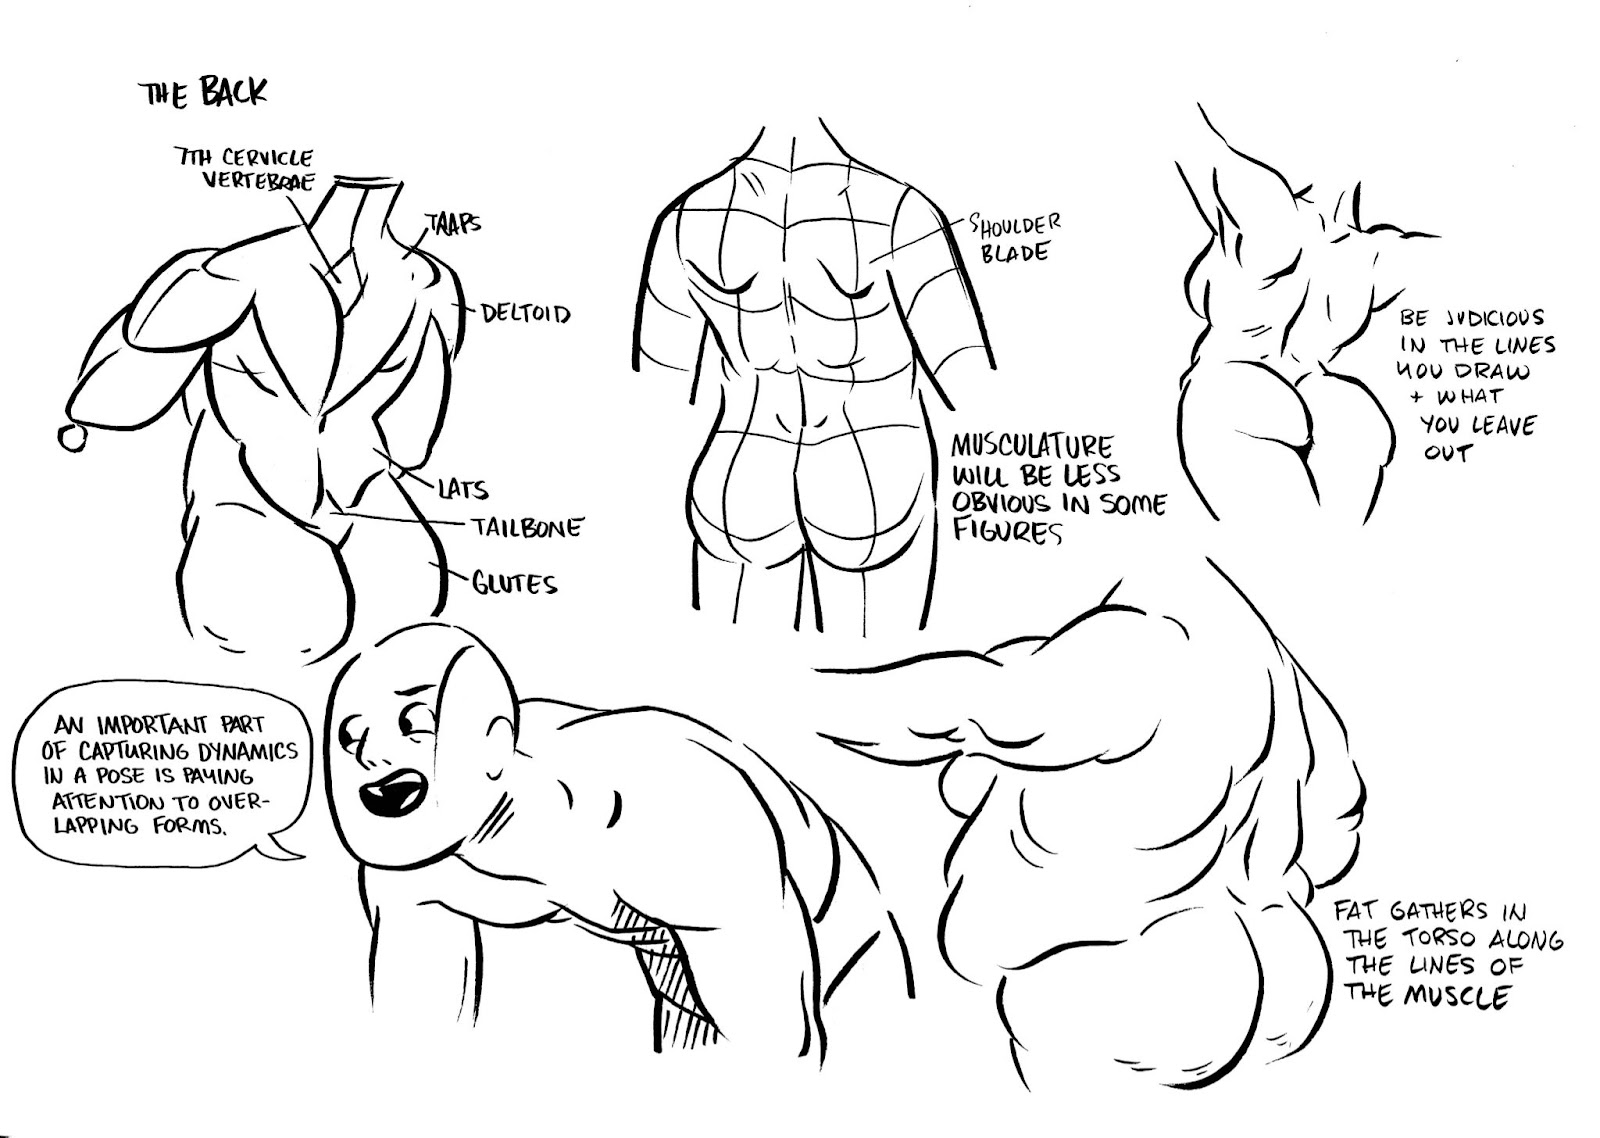 THE BACK
7TH CERVICLE
VERTEBRAE
TRAPS
DELTOID
LATS
TAILBONE
GLUTES
SHOULDER
BLADE
MUSCULATURE
WILL BE LESS
OBVIOUS IN SOME
FIGURES
BE JUDICIOUS
IN THE LINES
YOU DRAW
+ WHAT
YOU LEAVE
OUT
AN IMPORTANT PART
OF CAPTURING DYNAMICS
IN A POSE IS PAYING
ATTENTION TO OVER-
LAPPING FORMS.
FAT GATHERS IN
THE TORSO ALONG
THE LINES OF
THE MUSCLE